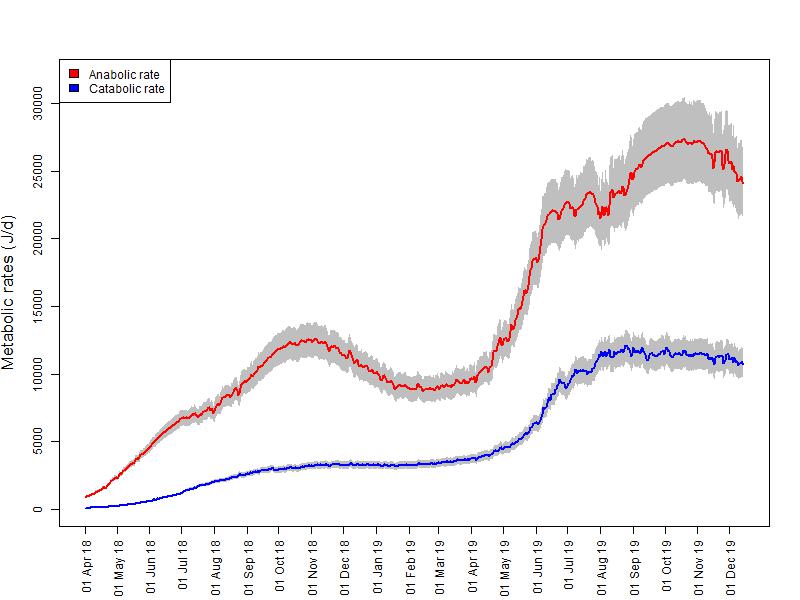 Anabolic rate
Catabolic rate
Metabolic rates (J/d)
30000
25000
20000
15000
10000
5000
0
01 Apr 18
01 May 18
01 Jun 18
01 Jul 18
01 Aug 18
01 Sep 18
01 Oct 18
01 Nov 18
01 Dec 18
01 Jan 19
01 Feb 19
01 Mar 19
01 Apr 19
01 May 19
01 Jun 19
01 Jul 19
01 Aug 19
01 Sep 19
01 Oct 19
01 Nov 19
01 Dec 19